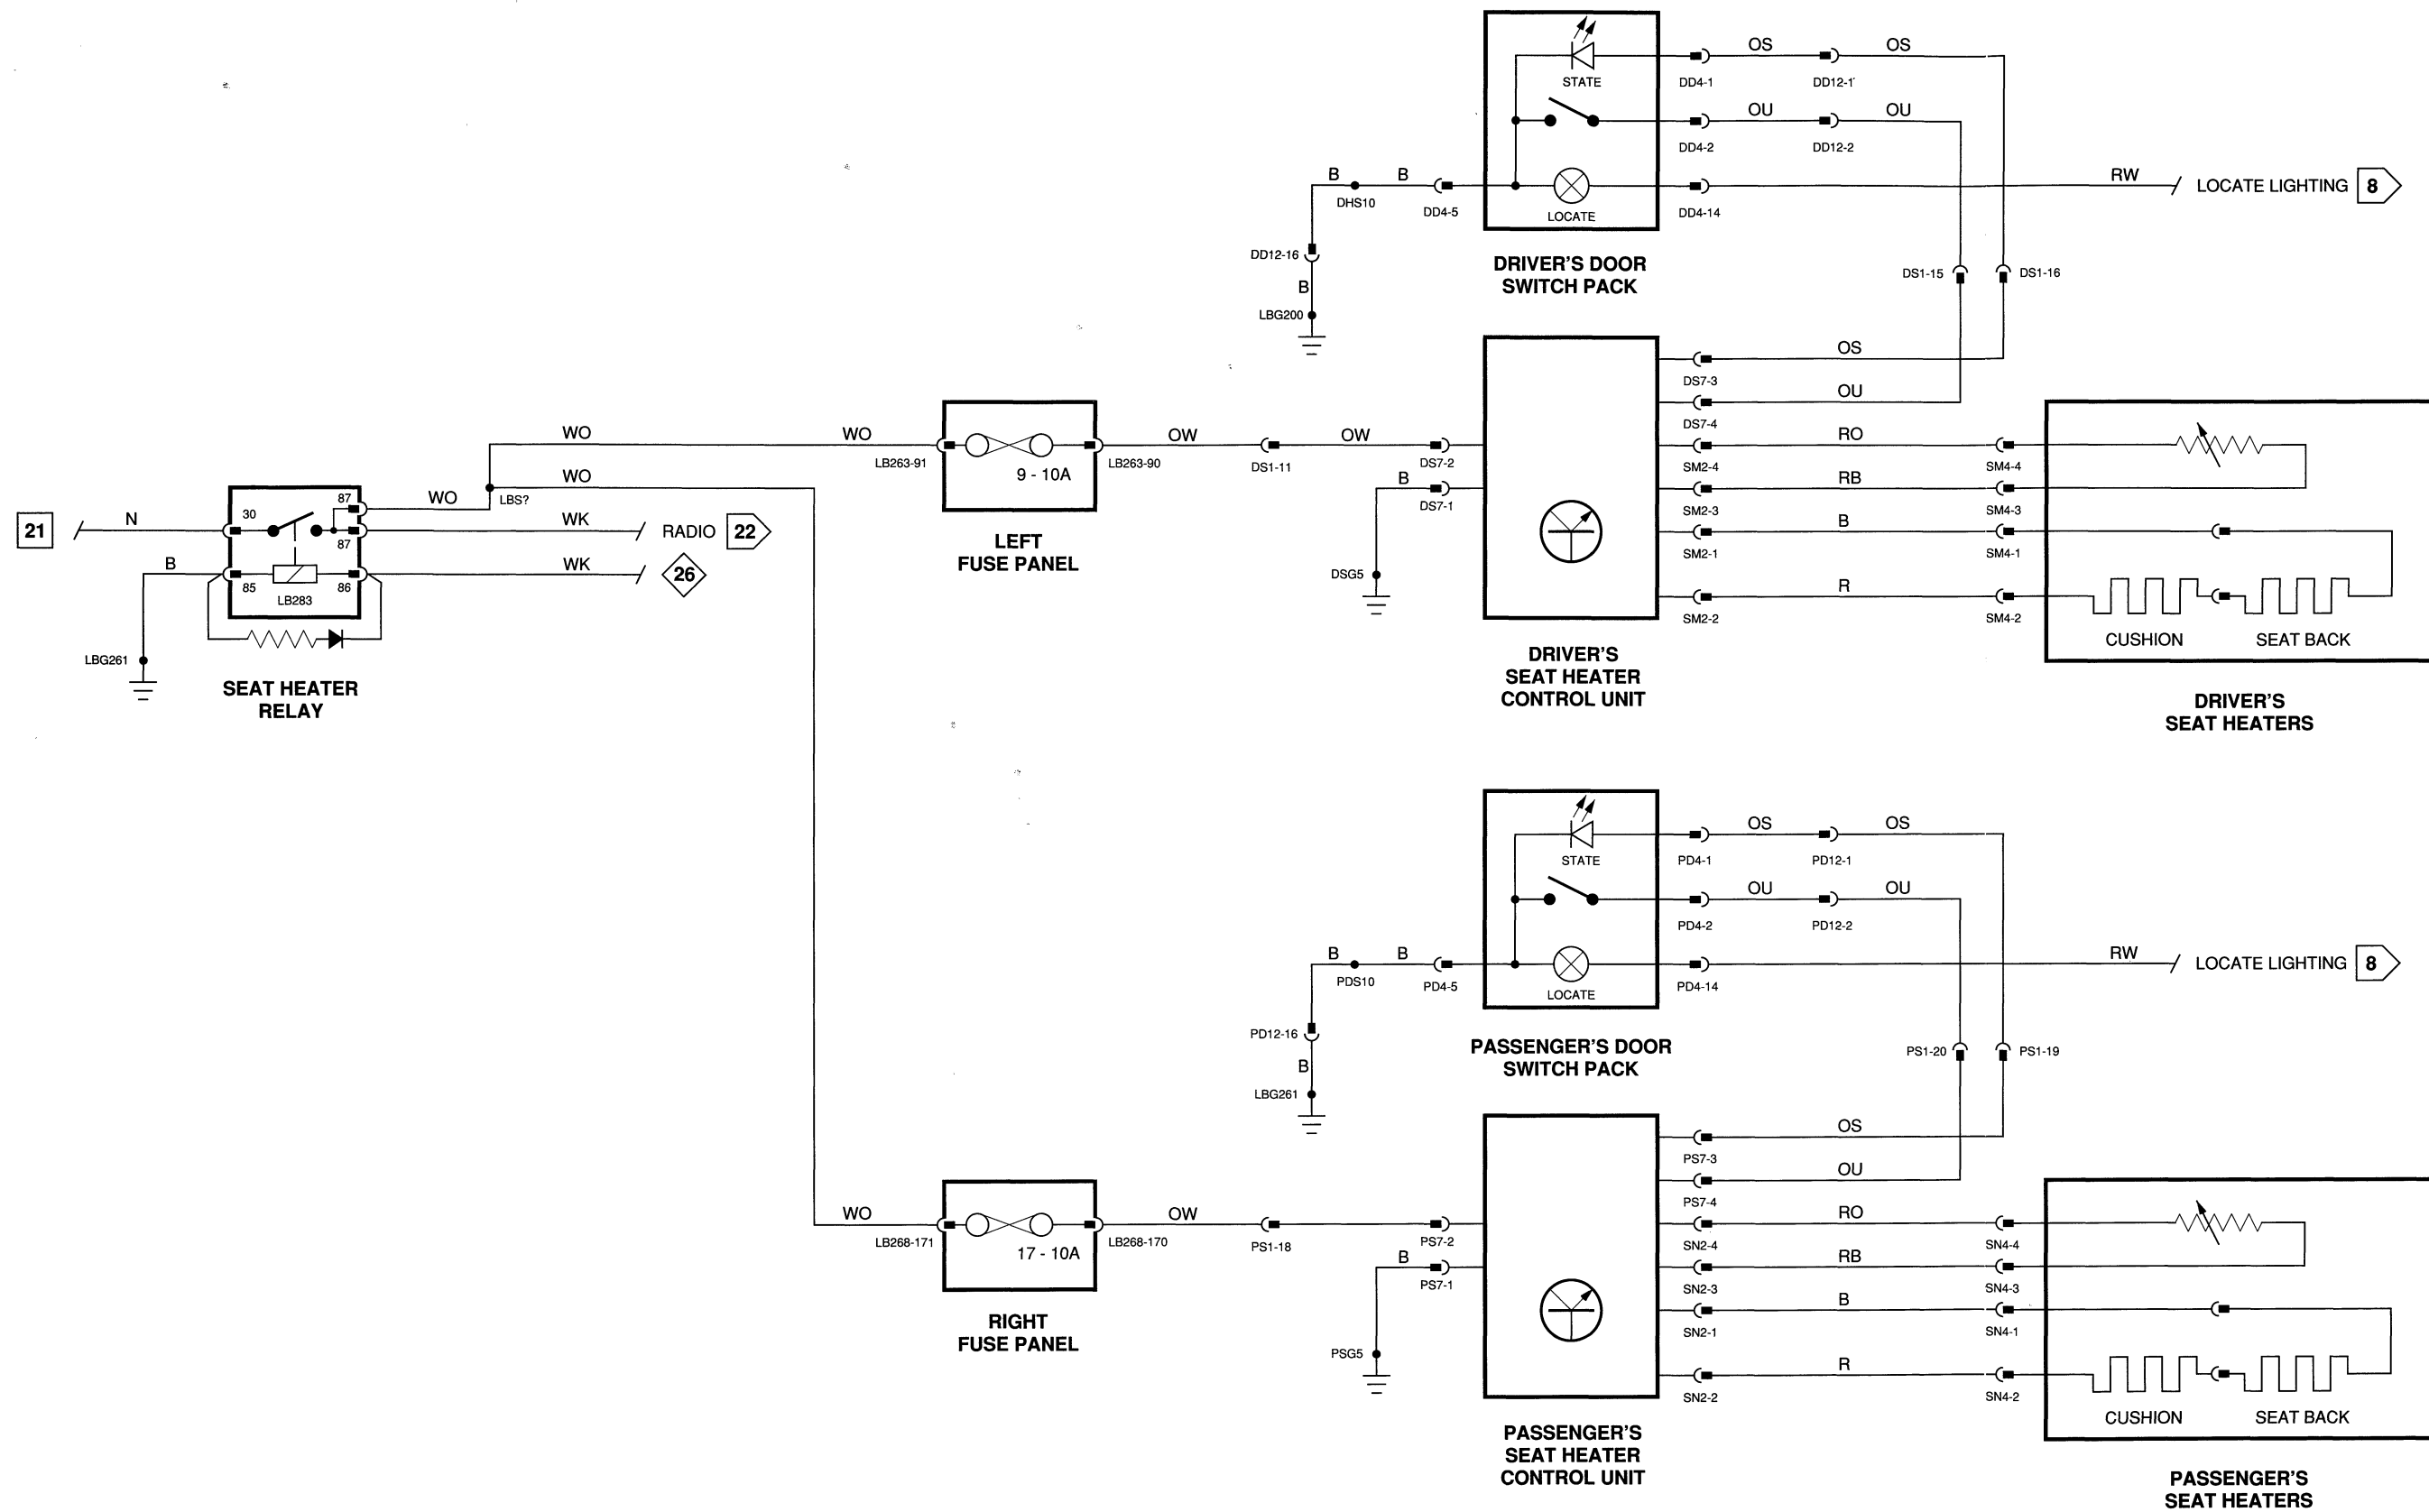 STATE
LOCATE
DD4-1
DD4-2
DD4-14
OS
OU
DD12-1
DD12-2
OS
OU
RW
LOCATE LIGHTING 8
B
B
DHS10
DD4-5
DD12-16
B
LBG200
DRIVER'S DOOR
SWITCH PACK
DS1-15
DS1-16
21
N
B
LBG261
30
87
87
85
86
LB283
SEAT HEATER
RELAY
WO
LBS?
WO
WO
WK
RADIO 22
WK
26
WO
LB263-91
9 - 10A
LB263-90
LEFT
FUSE PANEL
OW
DS1-11
OW
DS7-2
B
DS7-1
DSG5
DRIVER'S
SEAT HEATER
CONTROL UNIT
OS
DS7-3
OU
DS7-4
RO
SM2-4
SM4-4
RB
SM2-3
SM4-3
B
SM2-1
SM4-1
R
SM2-2
SM4-2
CUSHION
SEAT BACK
DRIVER'S
SEAT HEATERS
STATE
LOCATE
PD4-1
PD4-2
PD4-14
OS
OU
PD12-1
PD12-2
OS
OU
RW
LOCATE LIGHTING 8
B
B
PDS10
PD4-5
PD12-16
B
LBG261
PASSENGER'S DOOR
SWITCH PACK
PS1-20
PS1-19
WO
LB268-171
17 - 10A
LB268-170
RIGHT
FUSE PANEL
OW
PS1-18
PS7-2
B
PS7-1
PSG5
PASSENGER'S
SEAT HEATER
CONTROL UNIT
OS
PS7-3
OU
PS7-4
RO
SN2-4
SN4-4
RB
SN2-3
SN4-3
B
SN2-1
SN4-1
R
SN2-2
SN4-2
CUSHION
SEAT BACK
PASSENGER'S
SEAT HEATERS